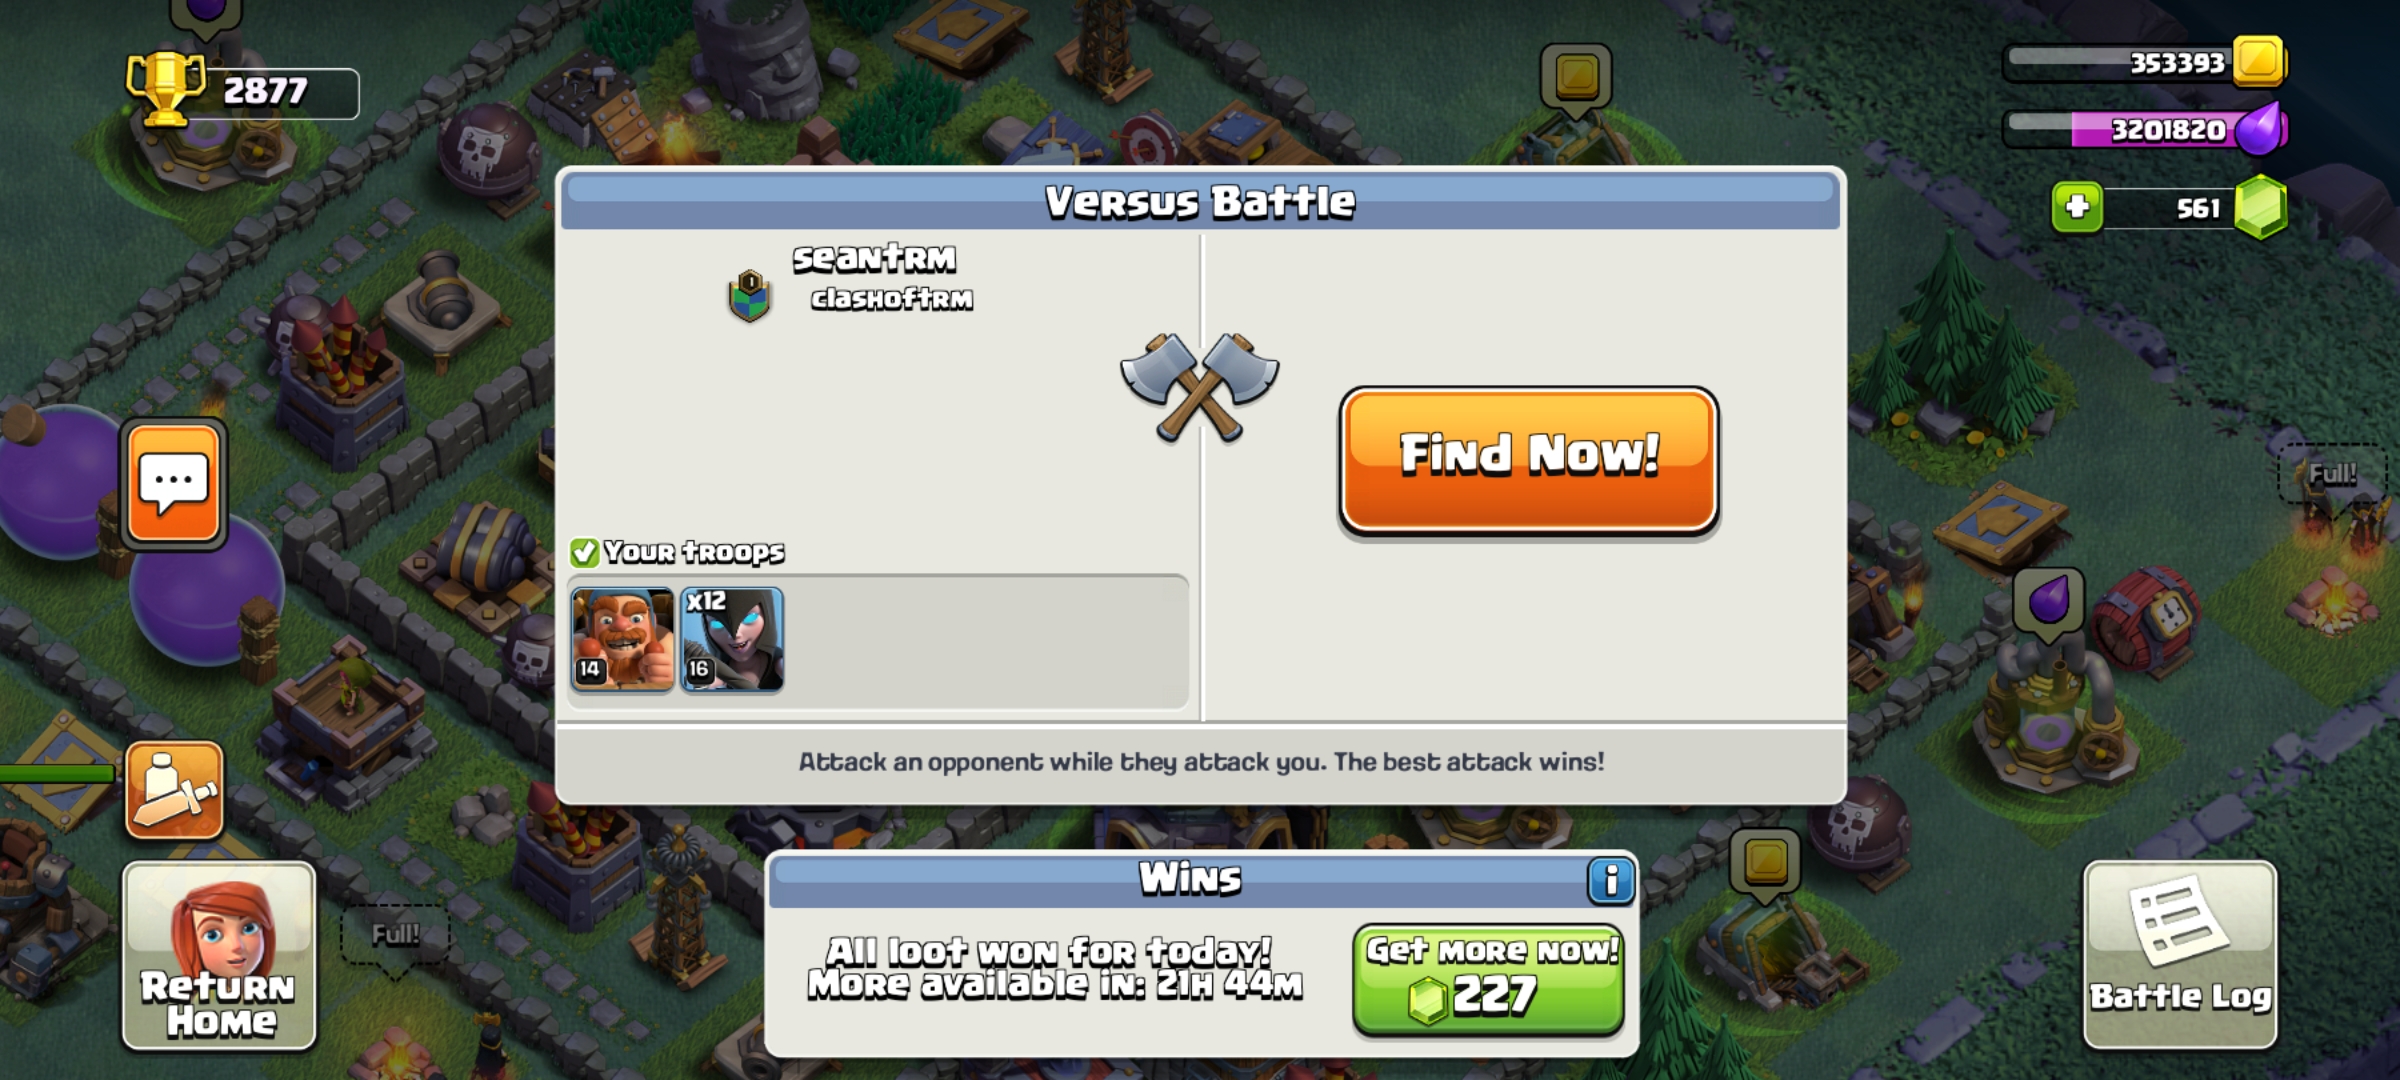 2877
353393
3201820
561
Versus Battle
seantrm
clashoftrm
1
Find Now!
Full!
Your troops
x12
14
16
Attack an opponent while they attack you. The best attack wins!
Wins
i
All loot won for today!
More available in: 21H 44M
Get more now!
227
Full!
Return
Home
Battle Log